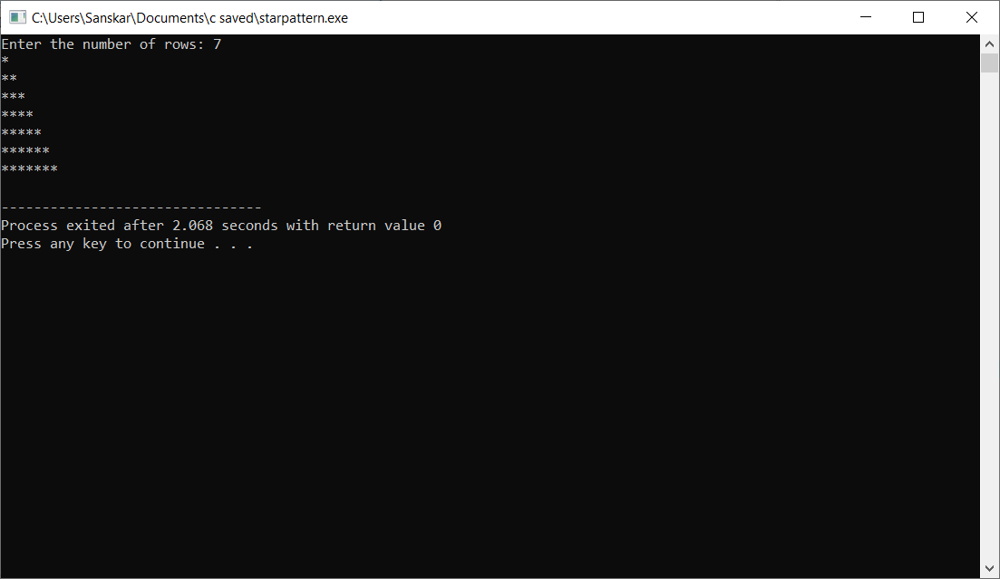 C:\Users\Sanskar\Documents\c saved\starpattern.exe
Enter the number of rows: 7
*
**
***
****
*****
******
*******
--------------------------------
Process exited after 2.068 seconds with return value 0
Press any key to continue . . .